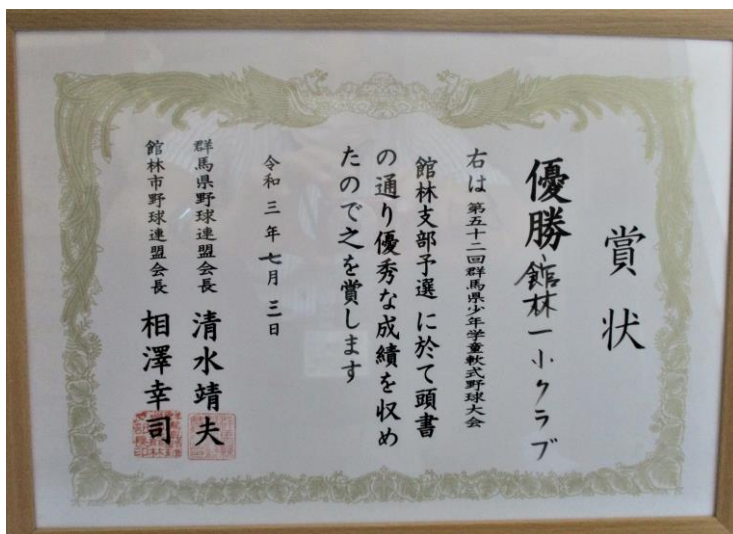 賞状
優勝 館林一小クラブ
右は 第五十二回群馬県少年学童軟式野球大会
館林支部予選 に於て頭書
の通り優秀な成績を収め
たので之を賞します
令和三年七月三日
群馬県野球連盟会長 清水靖夫
館林市野球連盟会長 相澤幸司